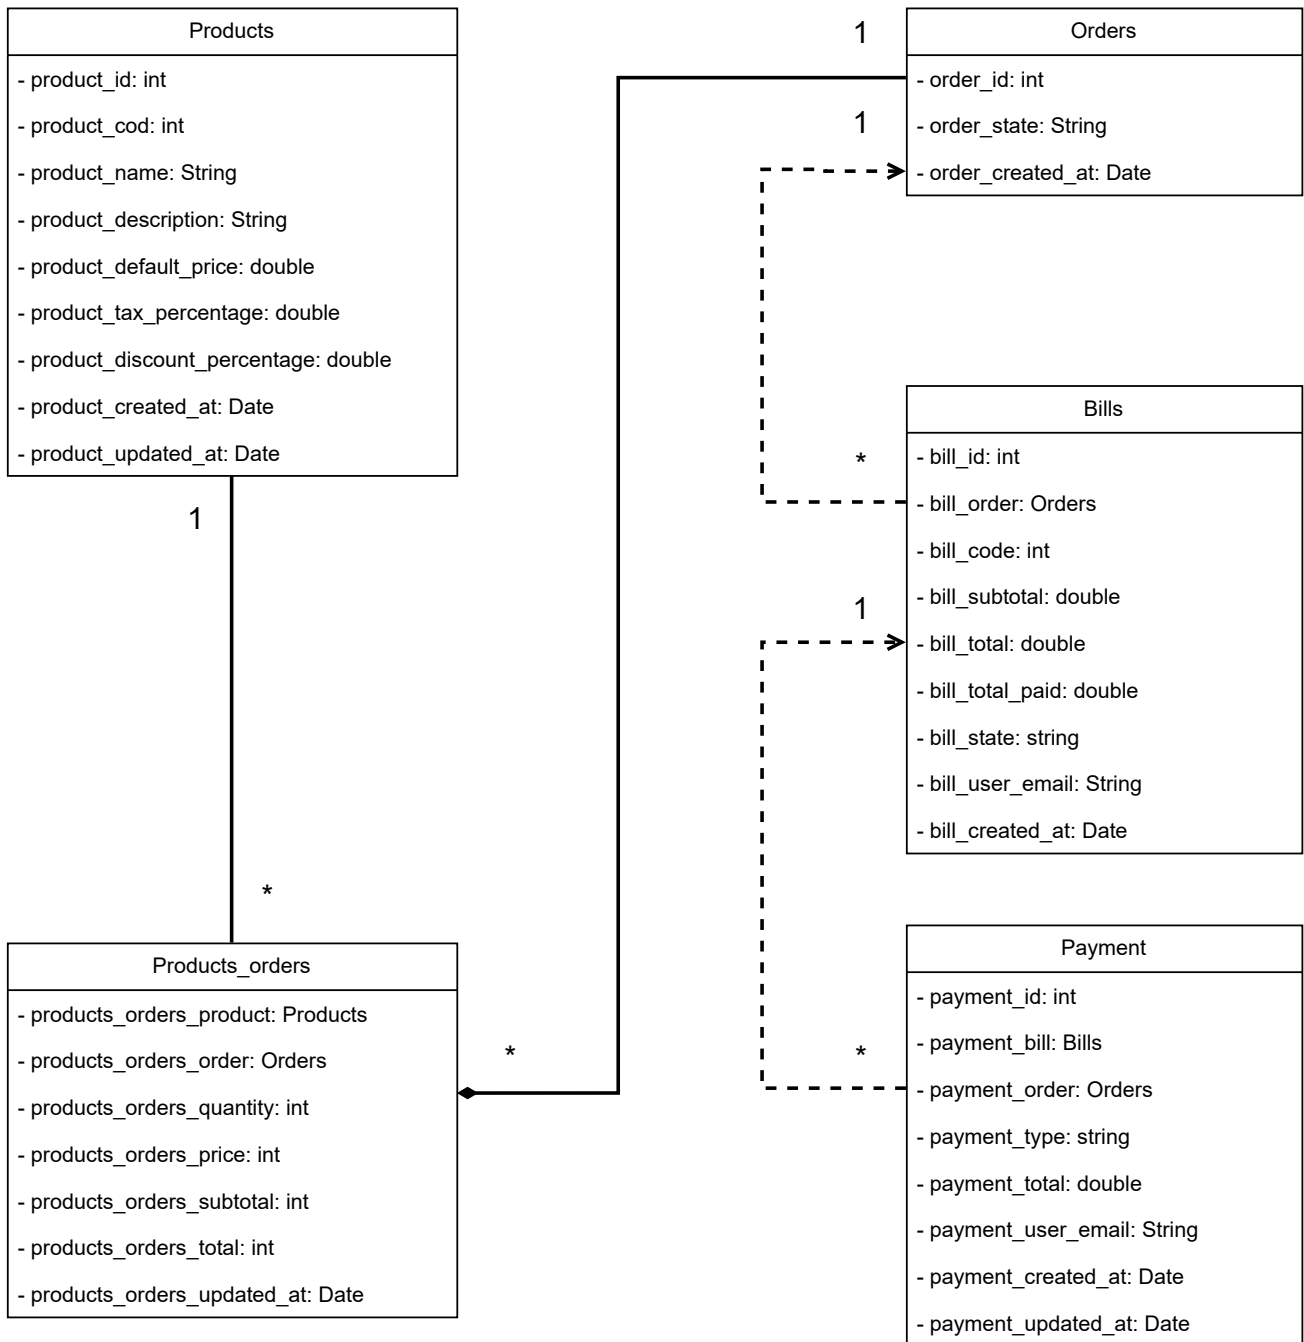 Products
- product_id: int
- product_cod: int
- product_name: String
- product_description: String
- product_default_price: double
- product_tax_percentage: double
- product_discount_percentage: double
- product_created_at: Date
- product_updated_at: Date
1
*
Products_orders
- products_orders_product: Products
- products_orders_order: Orders
- products_orders_quantity: int
- products_orders_price: int
- products_orders_subtotal: int
- products_orders_total: int
- products_orders_updated_at: Date
*
1
Orders
- order_id: int
- order_state: String
- order_created_at: Date
1
*
Bills
- bill_id: int
- bill_order: Orders
- bill_code: int
- bill_subtotal: double
- bill_total: double
- bill_total_paid: double
- bill_state: string
- bill_user_email: String
- bill_created_at: Date
1
*
Payment
- payment_id: int
- payment_bill: Bills
- payment_order: Orders
- payment_type: string
- payment_total: double
- payment_user_email: String
- payment_created_at: Date
- payment_updated_at: Date